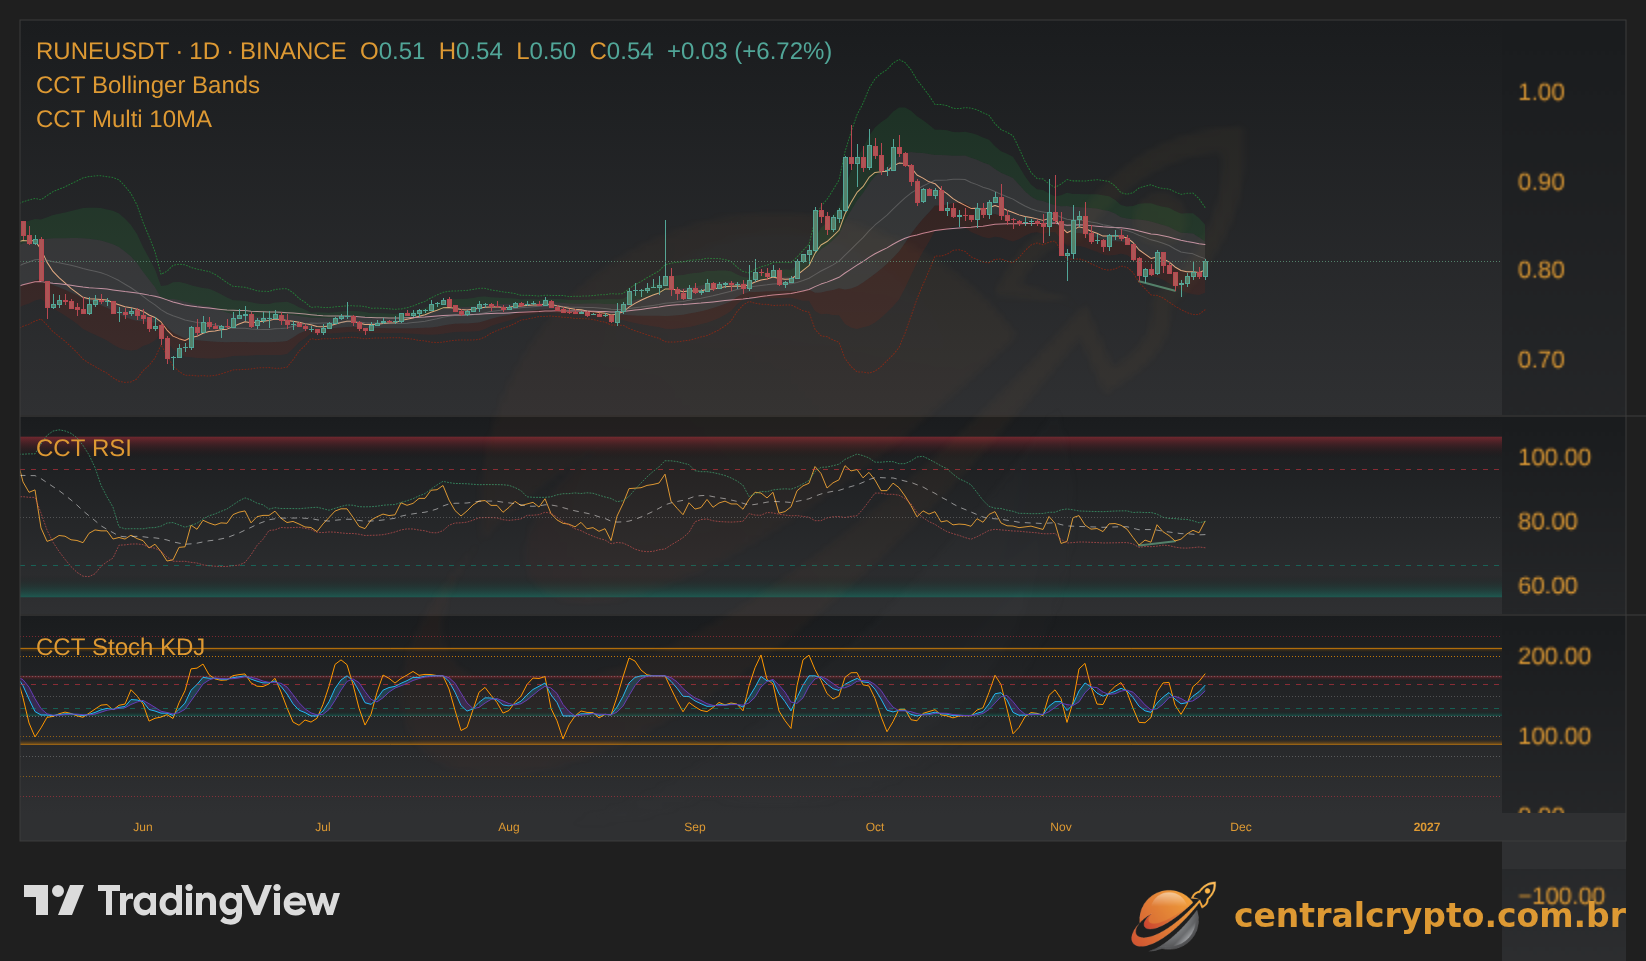 RUNEUSDT · 1D · BINANCE O0.51 H0.54 L0.50 C0.54 +0.03 (+6.72%)
CCT Bollinger Bands
CCT Multi 10MA
1.00
0.90
0.80
0.70
CCT RSI
100.00
80.00
60.00
CCT Stoch KDJ
200.00
100.00
0.00
Jun Jul Aug Sep Oct Nov Dec 2027
−100.00
TradingView
centralcrypto.com.br